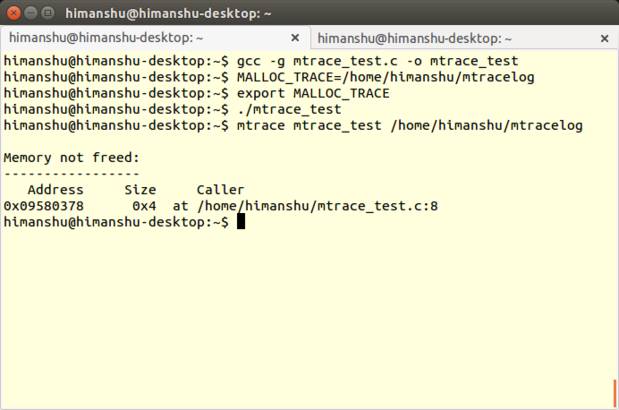 himanshu@himanshu-desktop: ~
himanshu@himanshu-desktop: ~ × himanshu@himanshu-desktop: ~ ×
himanshu@himanshu-desktop:~$ gcc -g mtrace_test.c -o mtrace_test
himanshu@himanshu-desktop:~$ MALLOC_TRACE=/home/himanshu/mtracelog
himanshu@himanshu-desktop:~$ export MALLOC_TRACE
himanshu@himanshu-desktop:~$ ./mtrace_test
himanshu@himanshu-desktop:~$ mtrace mtrace_test /home/himanshu/mtracelog

Memory not freed:
-----------------
   Address     Size     Caller
0x09580378      0x4  at /home/himanshu/mtrace_test.c:8
himanshu@himanshu-desktop:~$